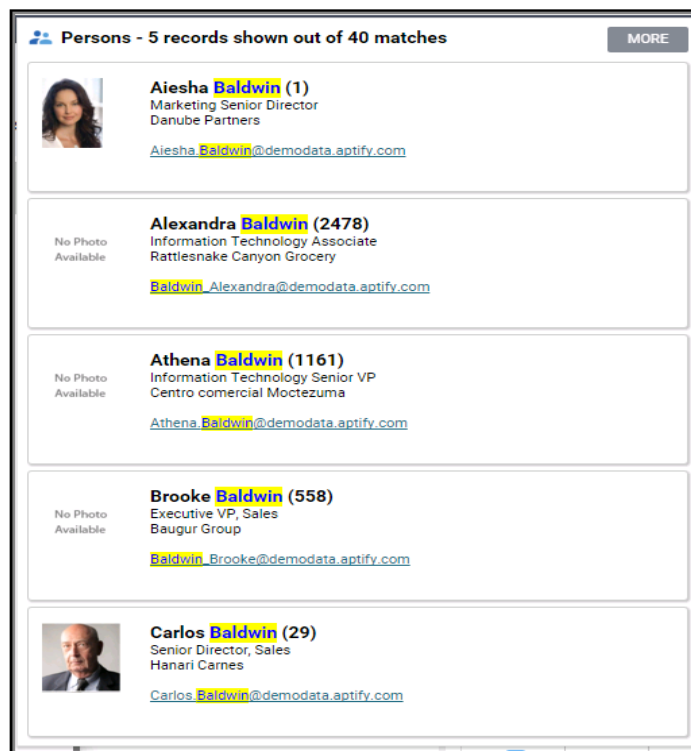 Persons - 5 records shown out of 40 matches
MORE
Aiesha Baldwin (1)
Marketing Senior Director
Danube Partners
Aiesha.Baldwin@demodata.aptify.com
No Photo
Available
Alexandra Baldwin (2478)
Information Technology Associate
Rattlesnake Canyon Grocery
Baldwin_Alexandra@demodata.aptify.com
No Photo
Available
Athena Baldwin (1161)
Information Technology Senior VP
Centro comercial Moctezuma
Athena.Baldwin@demodata.aptify.com
No Photo
Available
Brooke Baldwin (558)
Executive VP, Sales
Baugur Group
Baldwin_Brooke@demodata.aptify.com
Carlos Baldwin (29)
Senior Director, Sales
Hanari Carnes
Carlos.Baldwin@demodata.aptify.com